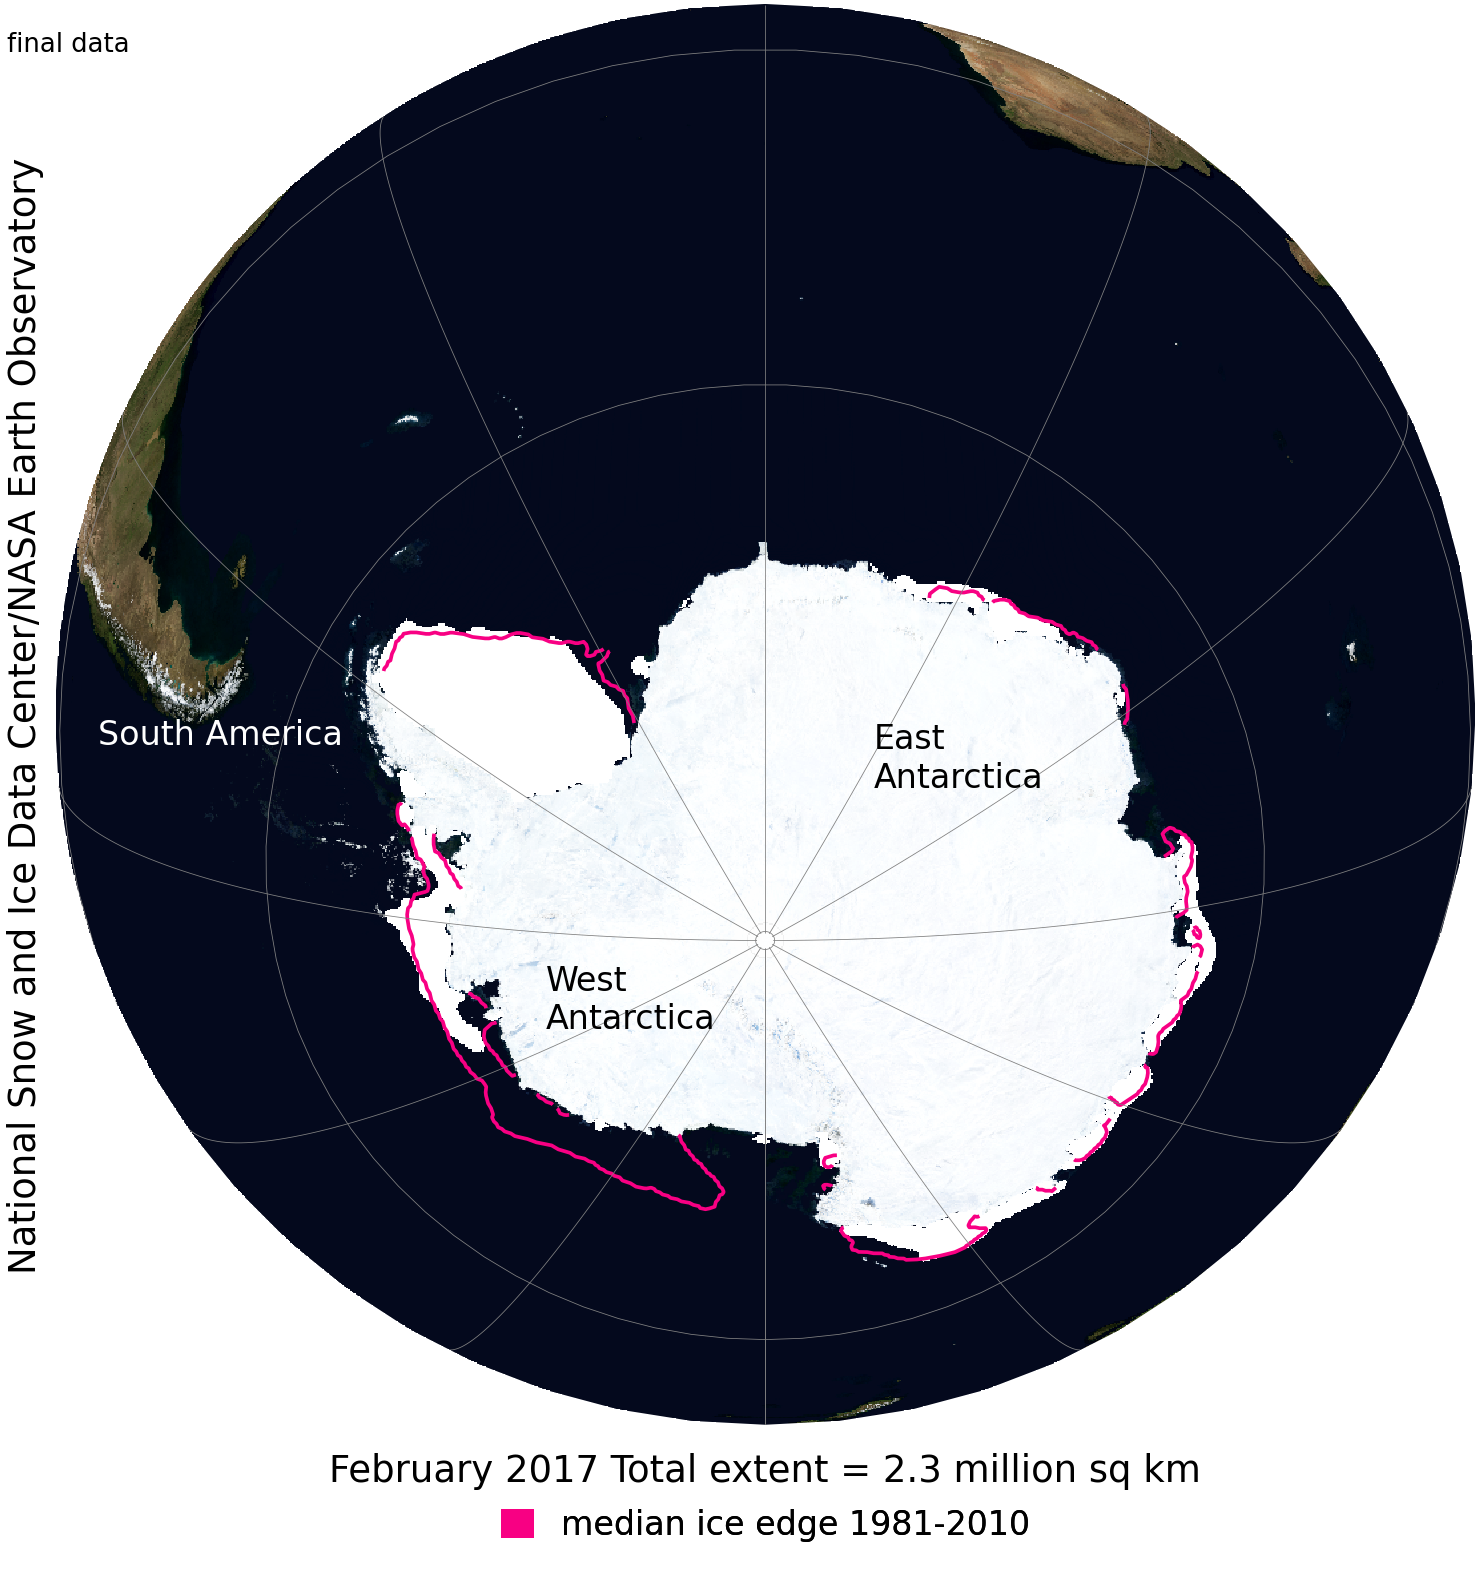 final data
National Snow and Ice Data Center/NASA Earth Observatory
South America
East
Antarctica
West
Antarctica
February 2017 Total extent = 2.3 million sq km
median ice edge 1981-2010